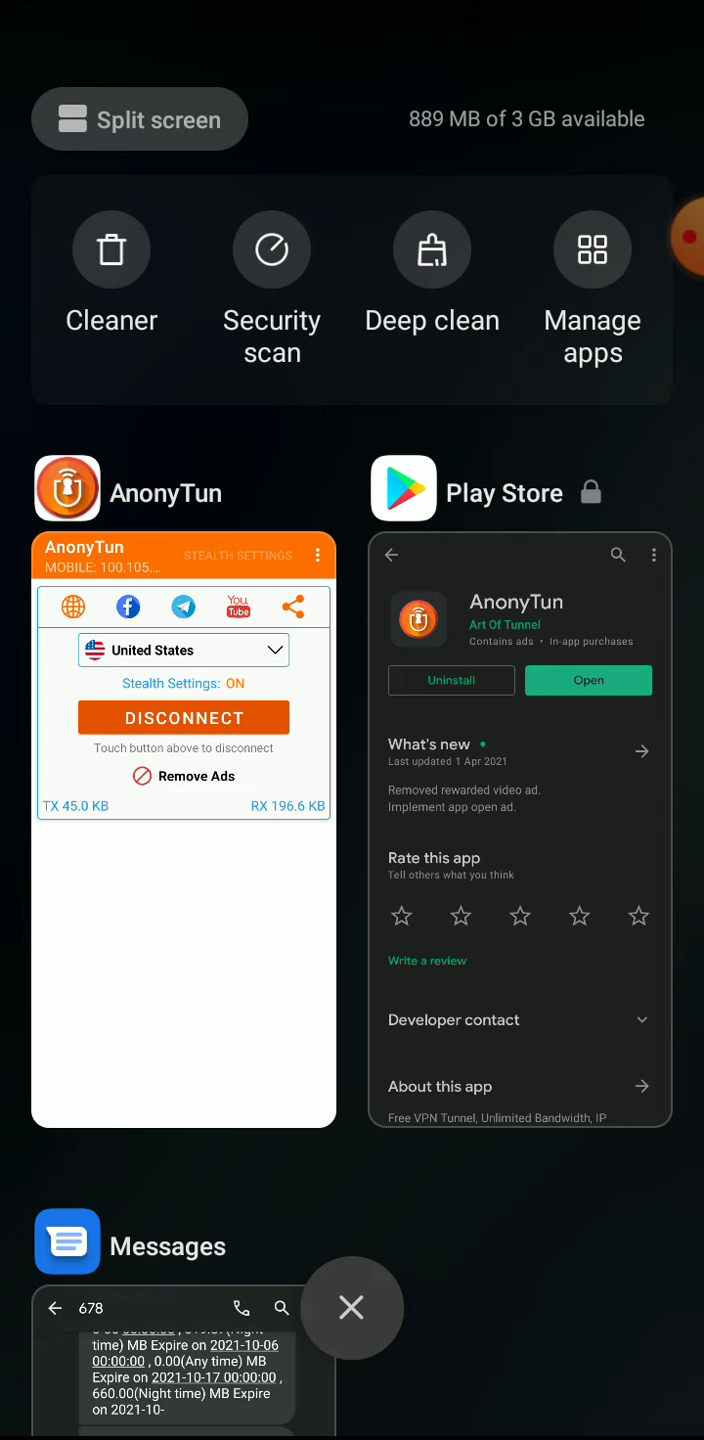 Split screen
889 MB of 3 GB available
Cleaner
Security
scan
Deep clean
Manage
apps
AnonyTun
AnonyTun
STEALTH SETTINGS
MOBILE: 100.105....
You
Tube
United States
Stealth Settings: ON
DISCONNECT
Touch button above to disconnect
Remove Ads
TX 45.0 KB
RX 196.6 KB
Play Store
AnonyTun
Art Of Tunnel
Contains ads • In-app purchases
Uninstall
Open
What's new •
Last updated 1 Apr 2021
Removed rewarded video ad.
Implement app open ad.
Rate this app
Tell others what you think
Write a review
Developer contact
About this app
Free VPN Tunnel, Unlimited Bandwidth, IP
Messages
678
time) MB Expire on 2021-10-06
00:00:00 , 0.00(Any time) MB
Expire on 2021-10-17 00:00:00 ,
660.00(Night time) MB Expire
on 2021-10-